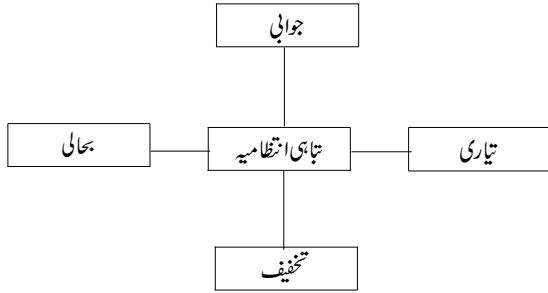 جوابی
تیاری
تباہی انتظامیہ
بحالی
تخفیف